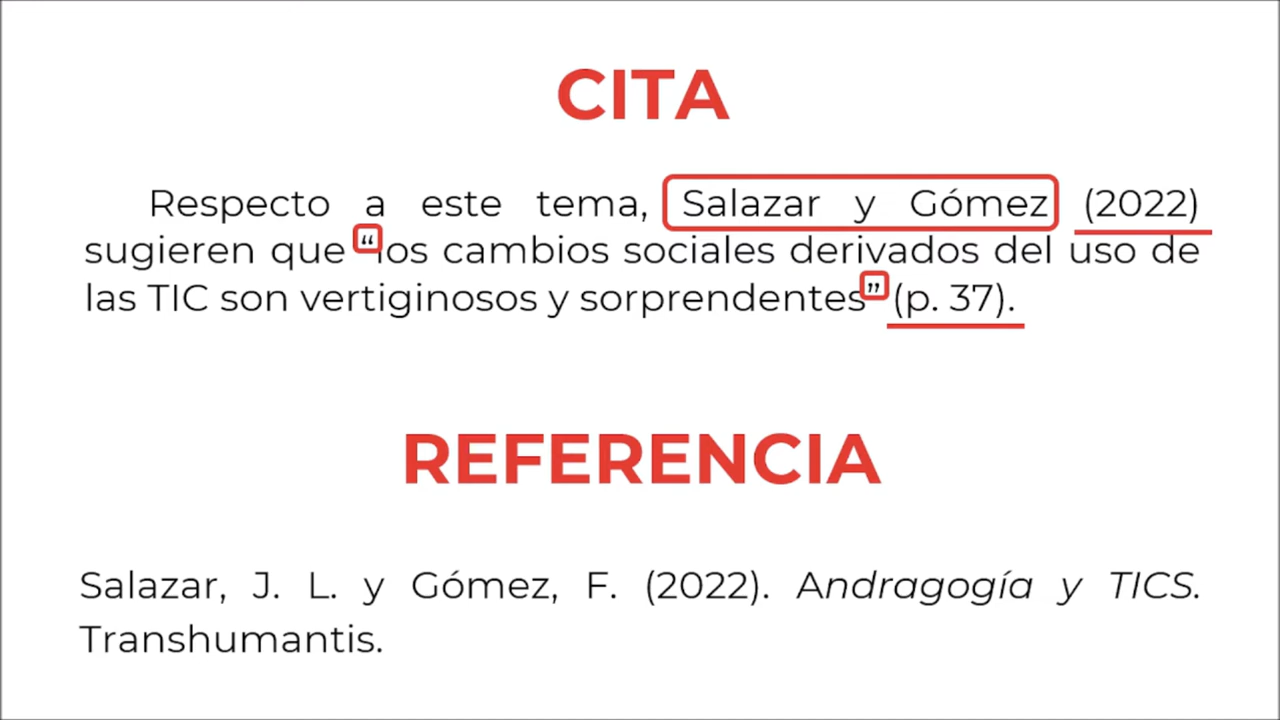 CITA
Respecto a este tema, Salazar y Gómez (2022)
sugieren que “los cambios sociales derivados del uso de
las TIC son vertiginosos y sorprendentes” (p. 37).
REFERENCIA
Salazar, J. L. y Gómez, F. (2022). Andragogía y TICS.
Transhumantis.